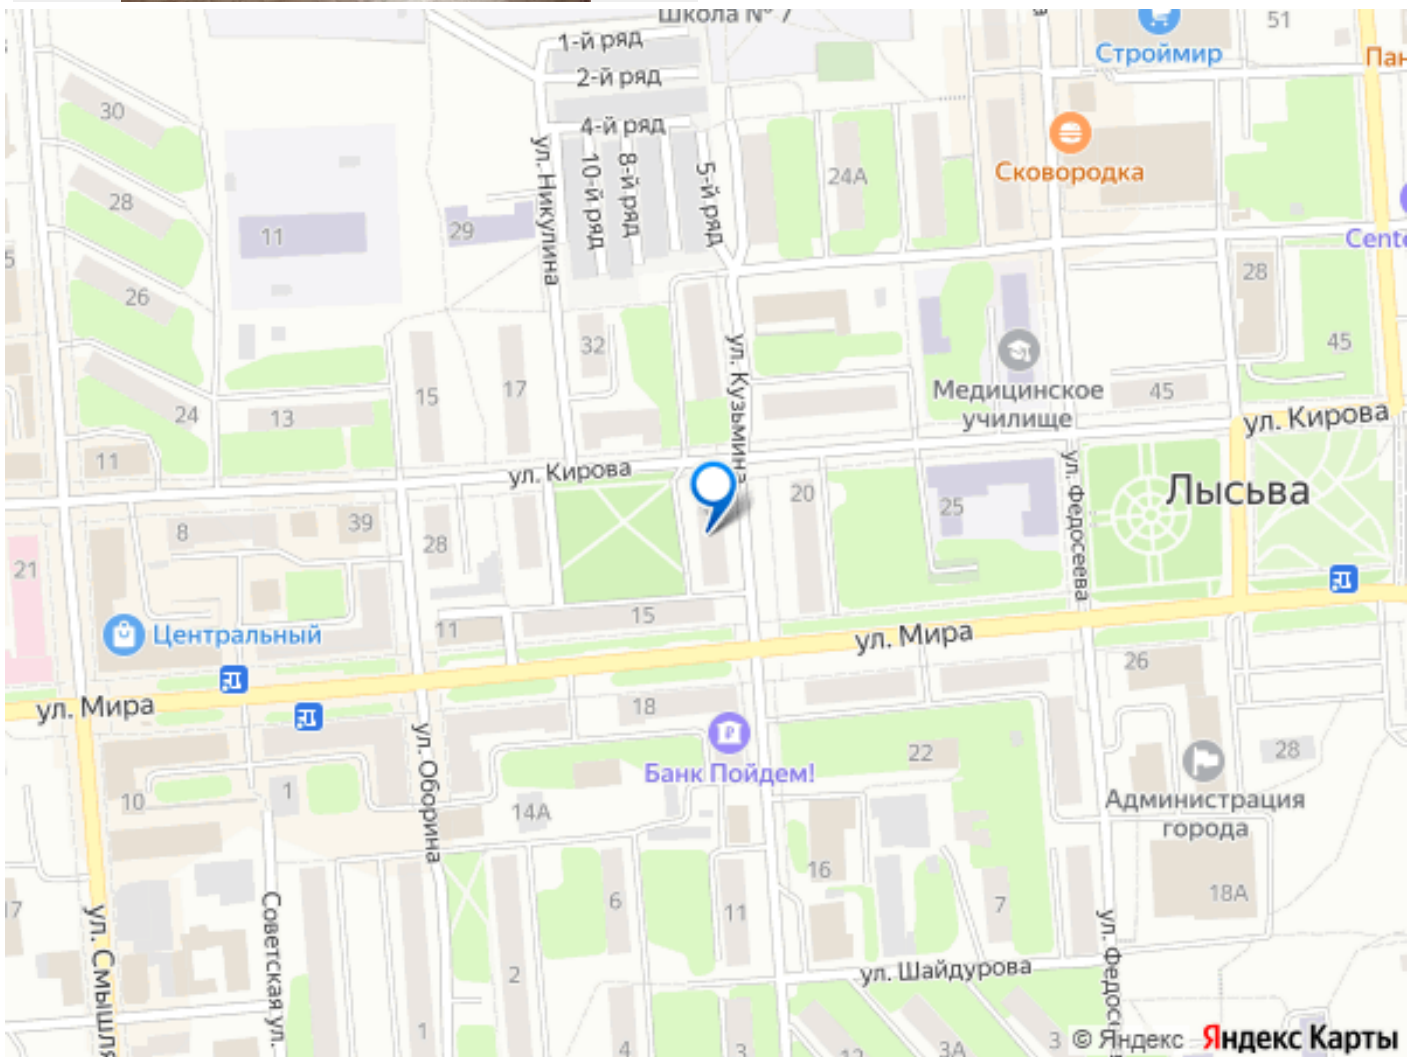 Школа № 7
1-й ряд
51
Строймир
2-й ряд
30
4-й ряд
ул. Никулина
10-й ряд
8-й ряд
5-й ряд
24А
Сковородка
28
11
29
28
26
32
15
17
ул. Кузьмина
Медицинское
училище
45
45
24
13
ул. Кирова
11
ул. Кирова
20
25
ул. Федосеева
Лысьва
8
39
28
21
Центральный
11
15
ул. Мира
26
ул. Мира
18
Банк Пойдем!
22
28
Администрация
города
10
1
ул. Оборина
14А
16
18А
17
ул. Смышля
Советская ул.
6
11
7
2
ул. Шайдурова
ул. Федосе
1
4
3
12
3А
3
© Яндекс Яндекс Карты